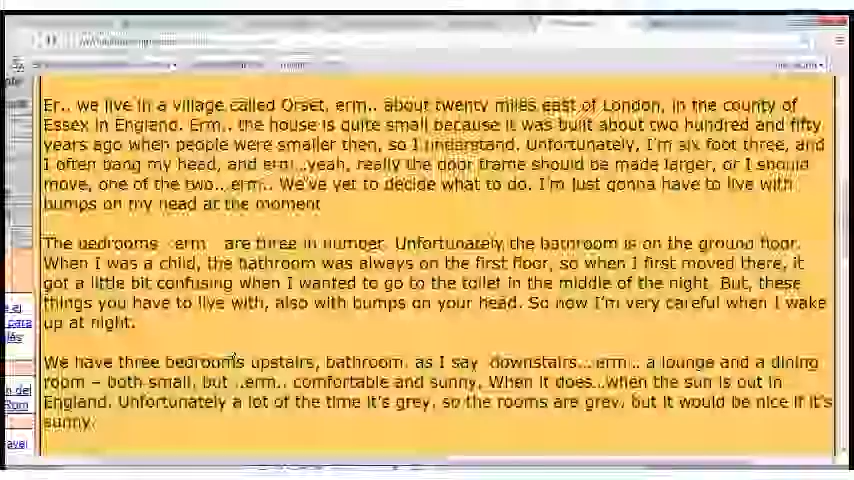 Er.. we live in a village called Orset, erm.. about twenty miles east of London, in the county of
Essex in England. Erm.. the house is quite small because it was built about two hundred and fifty
years ago when people were smaller then, so I understand. Unfortunately, I'm six foot three, and
I often bang my head, and erm...yeah, really the door frame should be made larger, or I should
move, one of the two...erm.. We've yet to decide what to do. I'm just gonna have to live with
bumps on my head at the moment
The bedrooms erm are three in number. Unfortunately the bathroom is on the ground floor.
When I was a child, the bathroom was always on the first floor, so when I first moved there, it
got a little bit confusing when I wanted to go to the toilet in the middle of the night. But, these
things you have to live with, also with bumps on your head. So now I'm very careful when I wake
up at night.
We have three bedrooms upstairs, bathroom, as I say downstairs... erm... a lounge and a dining
room – both small, but ..erm.. comfortable and sunny, When it does...when the sun is out in
England. Unfortunately a lot of the time it's grey, so the rooms are grey, but it would be nice if it's
sunny.
para
n del
Rom